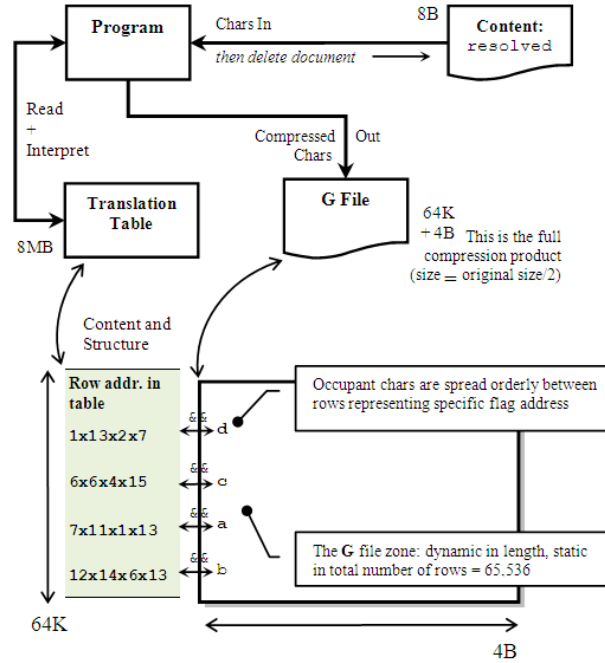 Program
Chars In
8B
Content:
resolved
then delete document
Read
+
Interpret
Compressed
Chars
Out
Translation
Table
8MB
G File
64K
+4B
This is the full
compression product
(size = original size/2)
Content and
Structure
Row addr. in
table
Occupant chars are spread orderly between
rows representing specific flag address
1x13x2x7
&&
d
6x6x4x15
&&
c
7x11x1x13
&&
a
12x14x6x13
&&
b
The G file zone: dynamic in length, static
in total number of rows = 65.536
64K
4B